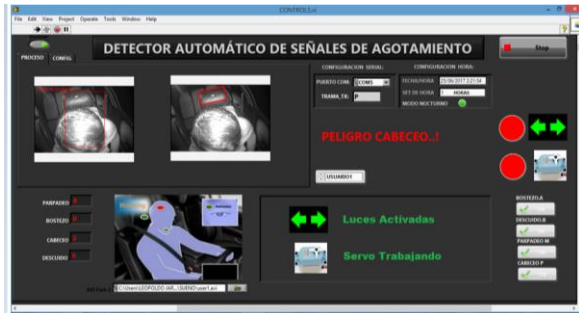 CONTROL5.vi
File Edit View Project Operate Tools Window Help
DETECTOR AUTOMÁTICO DE SEÑALES DE AGOTAMIENTO
Stop
PROCESO CONFIG.
CONFIGURACION SERIAL:
CONFIGURACION HORA:
PUERTO COM: COM5
TRAMA_TX: P
FECHA/HORA
SET DE HORA HORAS
MODO NOCTURNO
PELIGRO CABECEO..!
USUARIO1
PARPADEO
BOSTEZO
CABECEO
DESCUIDO
Luces Activadas
Servo Trabajando
BOSTEZO.A
DESCUIDO.B
PARPADEO M
CABECEO P